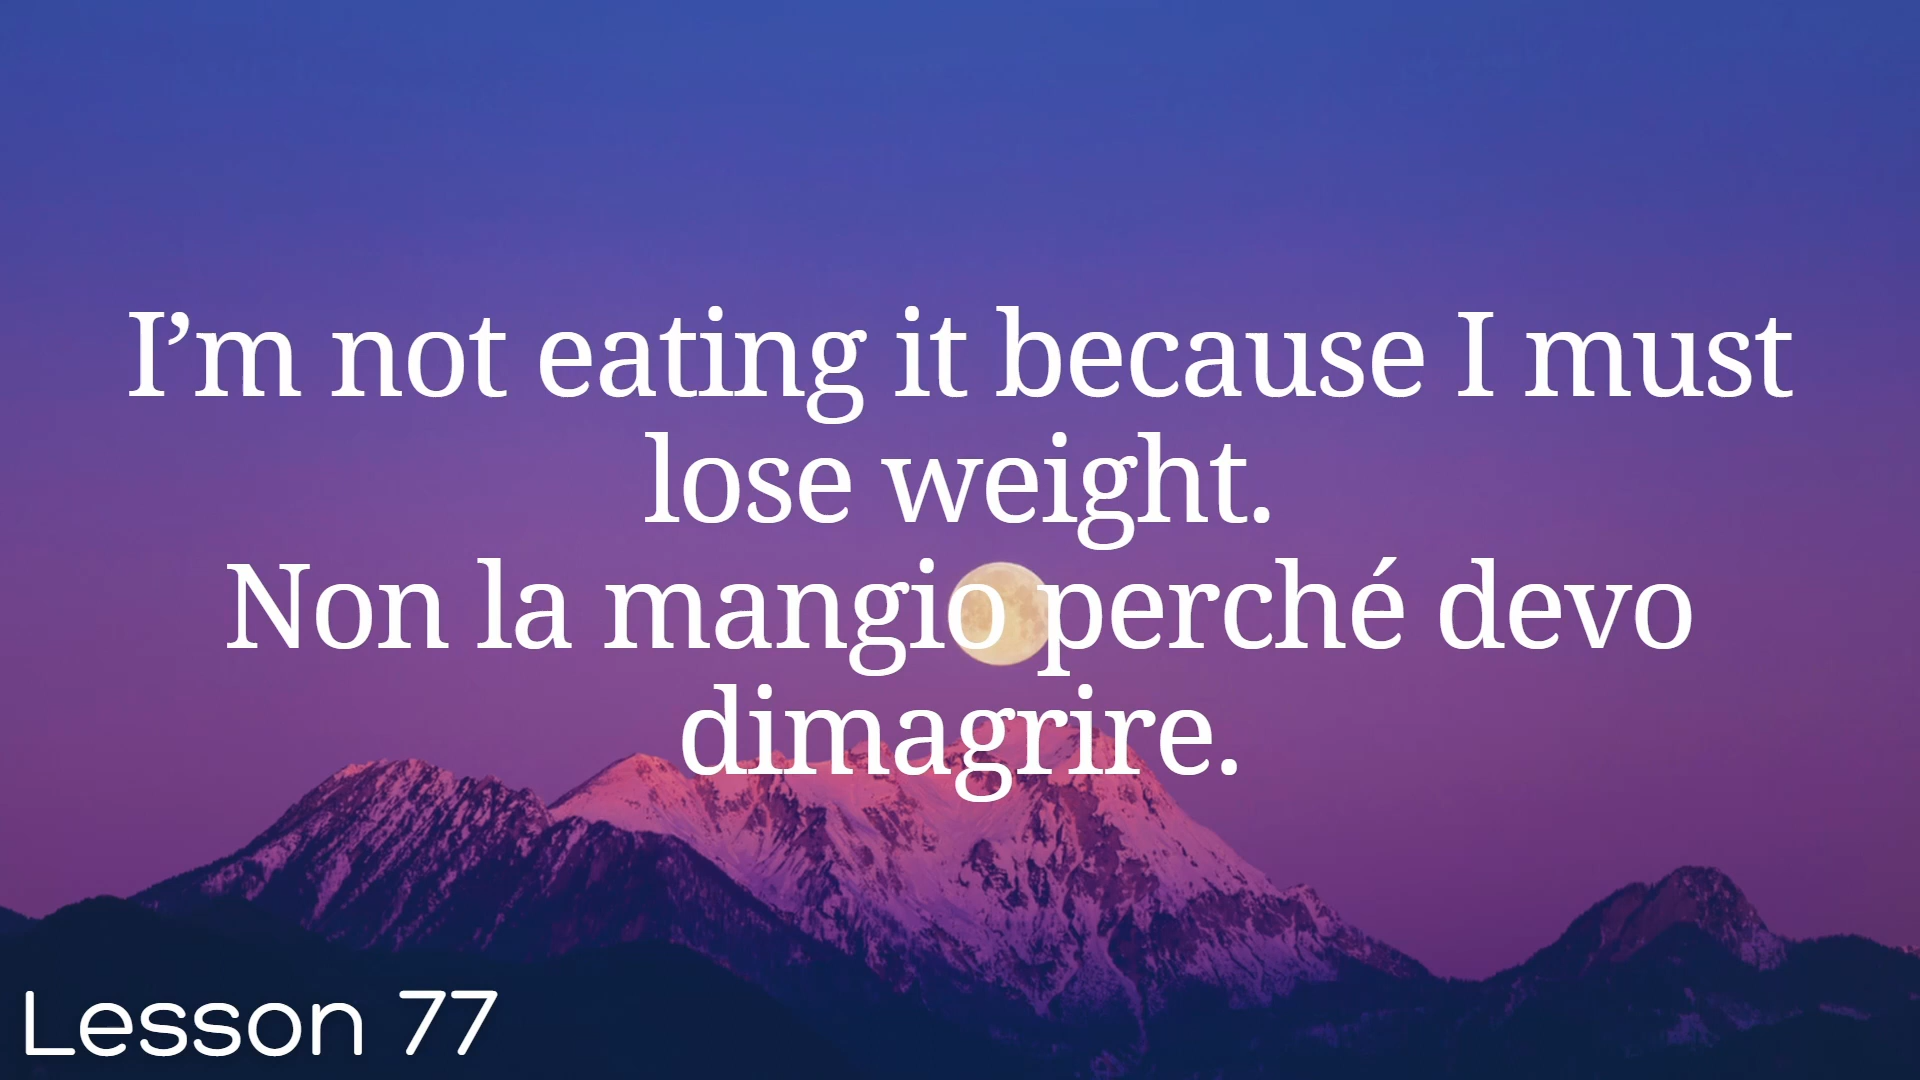 I’m not eating it because I must
lose weight.
Non la mangio perché devo
dimagrire.
Lesson 77